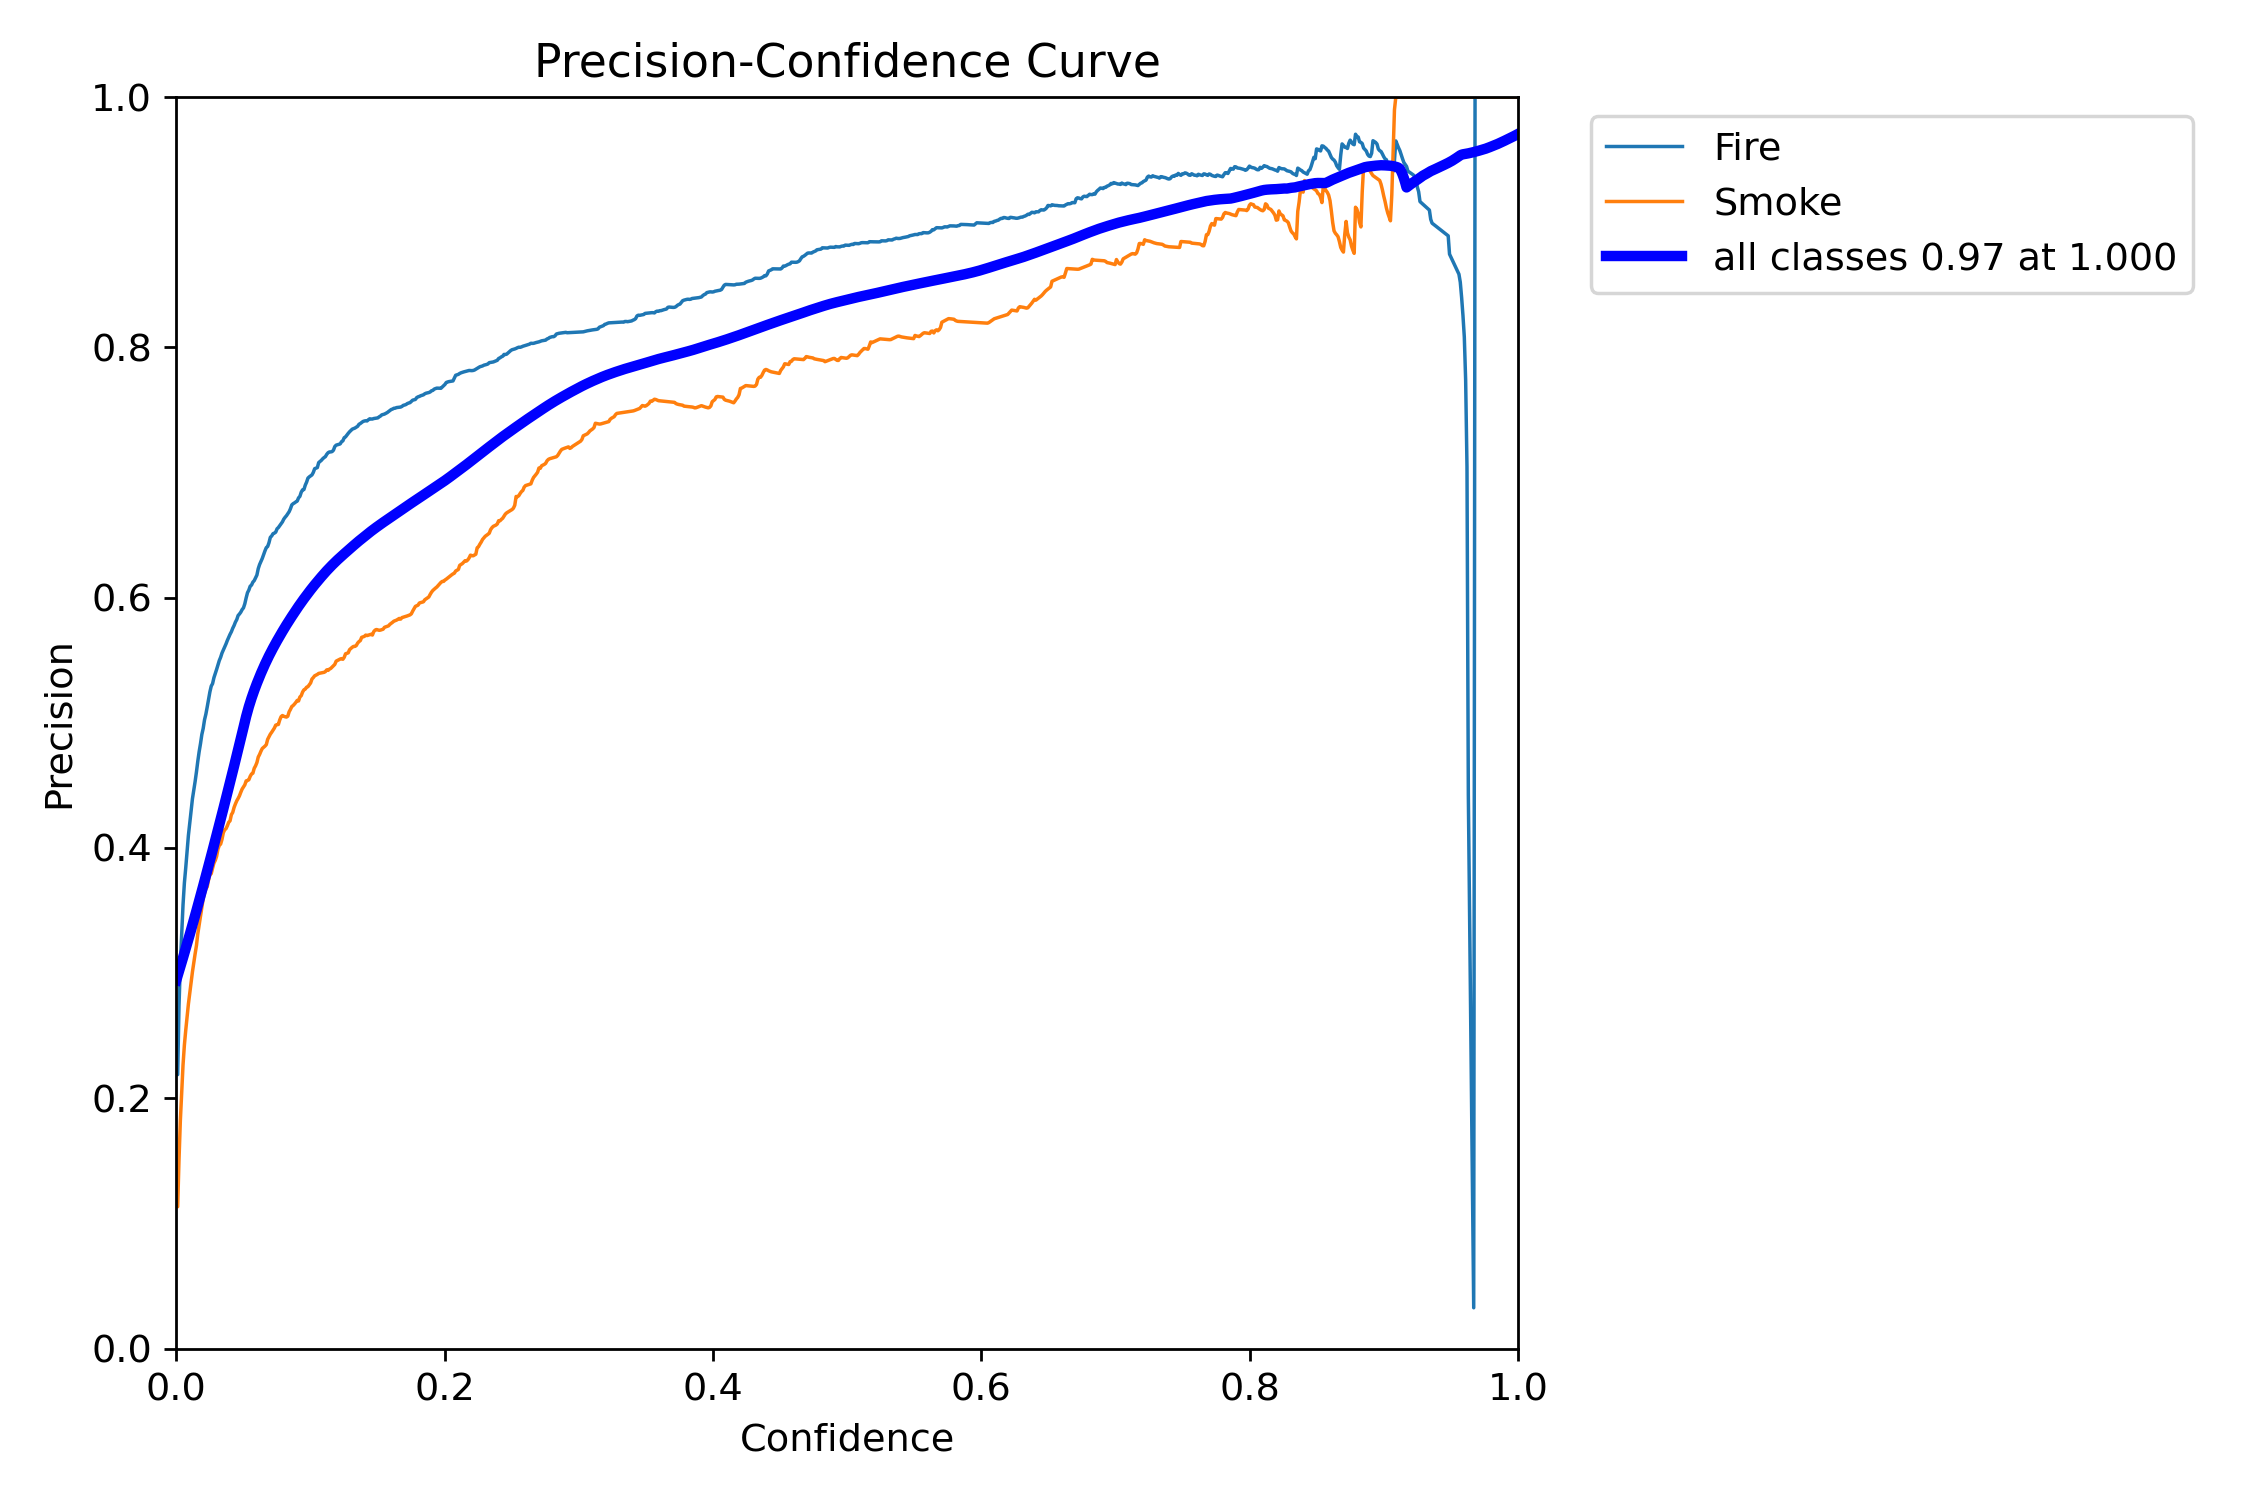 Precision-Confidence Curve
1.0
0.8
0.6
0.4
0.2
0.0
Precision
0.0 0.2 0.4 0.6 0.8 1.0
Confidence
Fire
Smoke
all classes 0.97 at 1.000